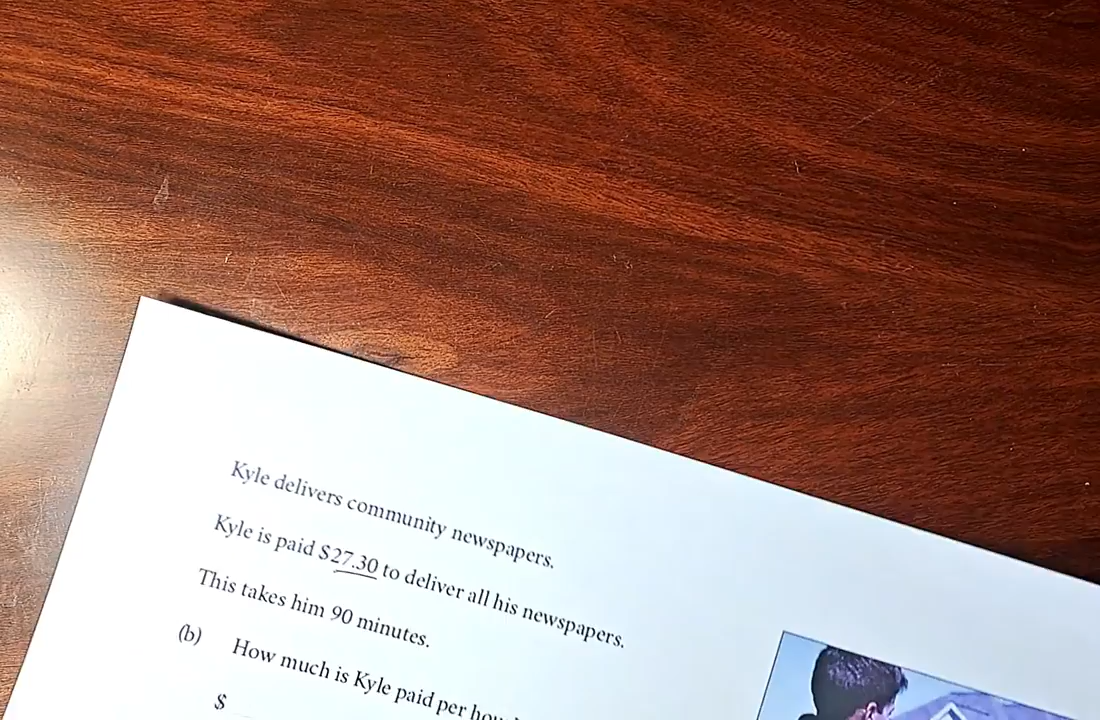 Kyle delivers community newspapers.
Kyle is paid $27.30 to deliver all his newspapers.
This takes him 90 minutes.
(b) How much is Kyle paid per
$